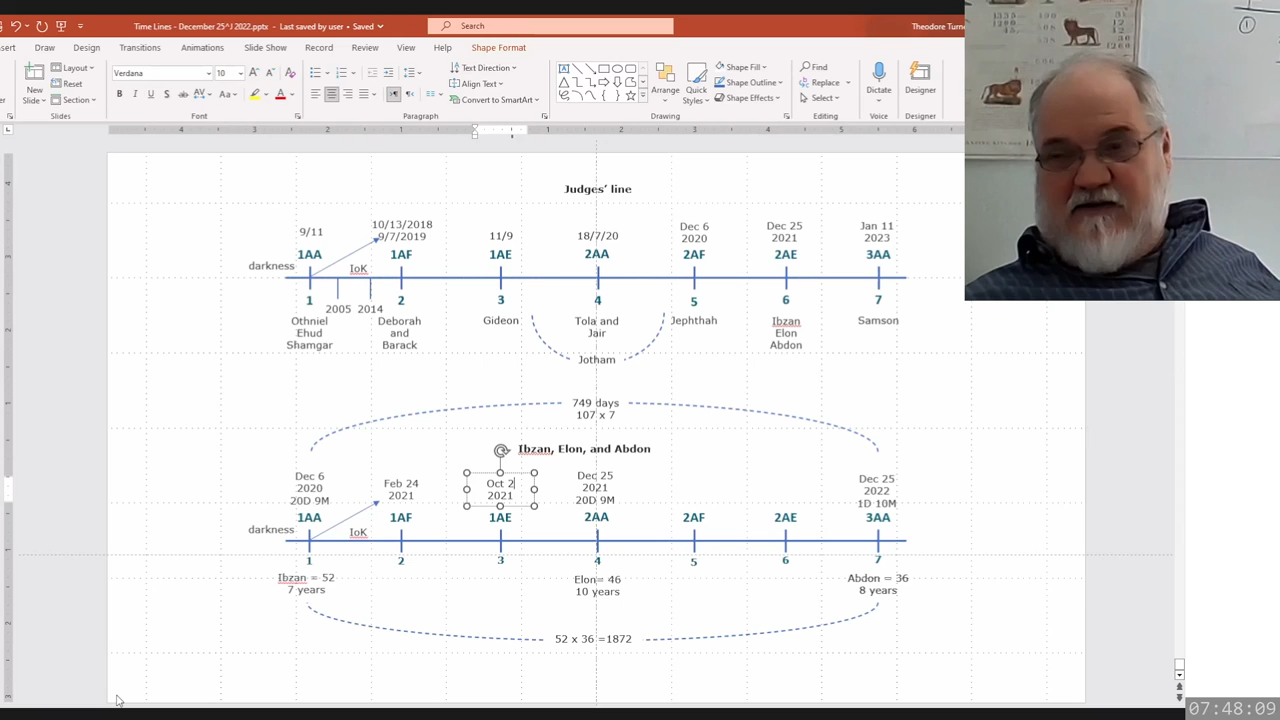 Time Lines - December 25^J 2022.pptx • Last saved by user • Saved
Search
Theodore Turne
nsert Draw Design Transitions Animations Slide Show Record Review View Help Shape Format
New Slide
Layout
Reset
Section
Slides
Verdana 10
Font
Paragraph
Text Direction
Align Text
Convert to SmartArt
Arrange
Quick Styles
Shape Fill
Shape Outline
Shape Effects
Drawing
Find
Replace
Select
Editing
Dictate
Voice
Designer
Designer
Judges' line
9/11
10/13/2018
9/7/2019
11/9
18/7/20
Dec 6
2020
Dec 25
2021
Jan 11
2023
1AA 1AF 1AE 2AA 2AF 2AE 3AA
darkness
IoK
1 2 3 4 5 6 7
2005 2014
Othniel
Ehud
Shamgar
Deborah
and
Barack
Gideon
Tola and
Jair
Jephthah
Ibzan
Elon
Abdon
Samson
Jotham
749 days
107 x 7
Ibzan, Elon, and Abdon
Dec 6
2020
20D 9M
Feb 24
2021
Oct 2
2021
Dec 25
2021
20D 9M
Dec 25
2022
1D 10M
1AA 1AF 1AE 2AA 2AF 2AE 3AA
darkness
IoK
1 2 3 4 5 6 7
Ibzan = 52
7 years
Elon= 46
10 years
Abdon = 36
8 years
52 x 36 =1872
07:48:09